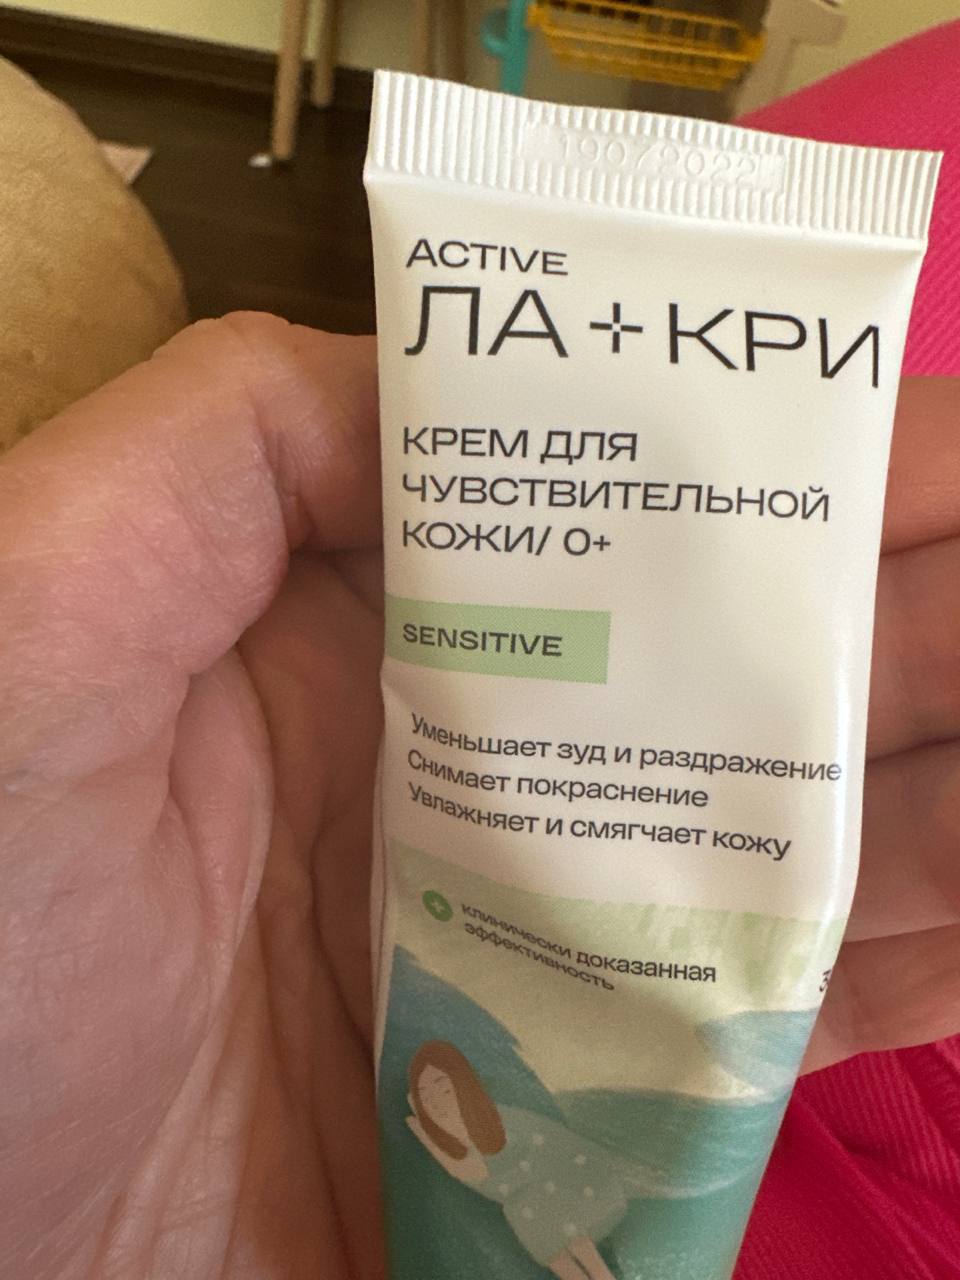 19072022
ACTIVE
ЛА + КРИ
КРЕМ ДЛЯ
ЧУВСТВИТЕЛЬНОЙ
КОЖИ/ 0+
SENSITIVE
Уменьшает зуд и раздражение
Снимает покраснение
Увлажняет и смягчает кожу
клинически доказанная
эффективность